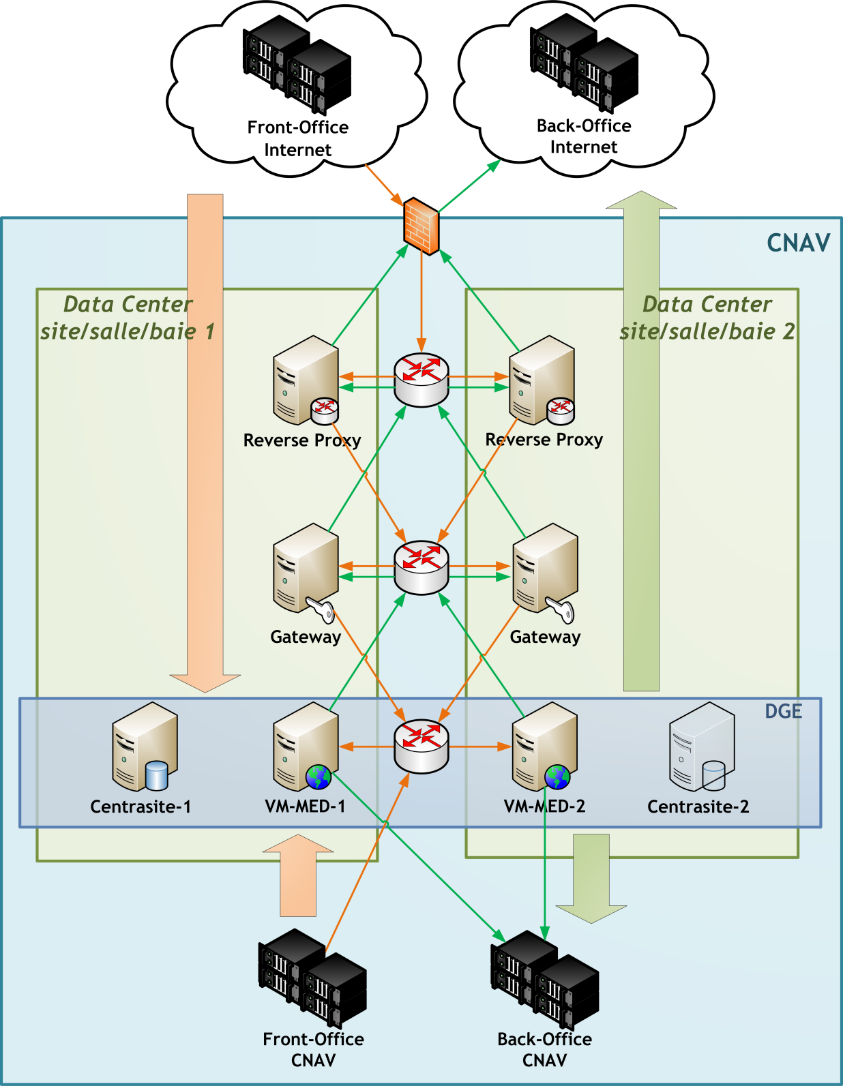 Front-Office
Internet
Back-Office
Internet
CNAV
Data Center
site/salle/baie 1
Data Center
site/salle/baie 2
Reverse Proxy
Reverse Proxy
Gateway
Gateway
DGE
Centrasite-1
VM-MED-1
VM-MED-2
Centrasite-2
Front-Office
CNAV
Back-Office
CNAV